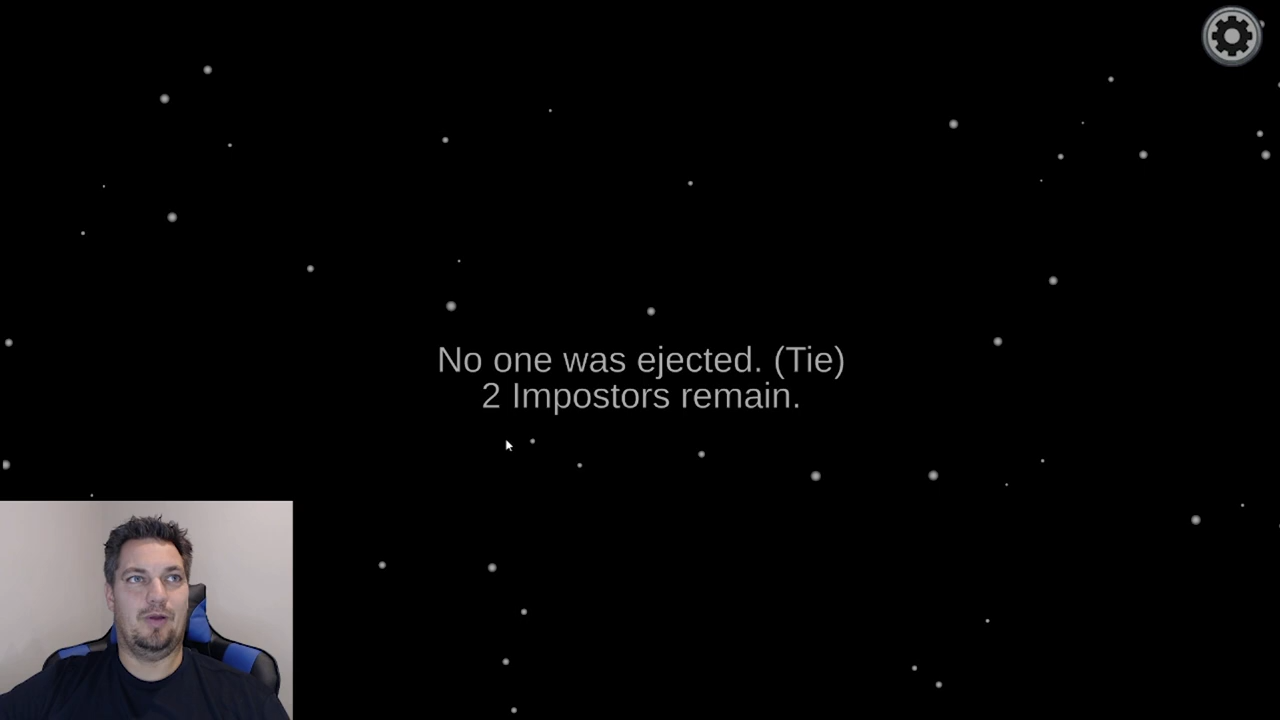 No one was ejected. (Tie)
2 Impostors remain.